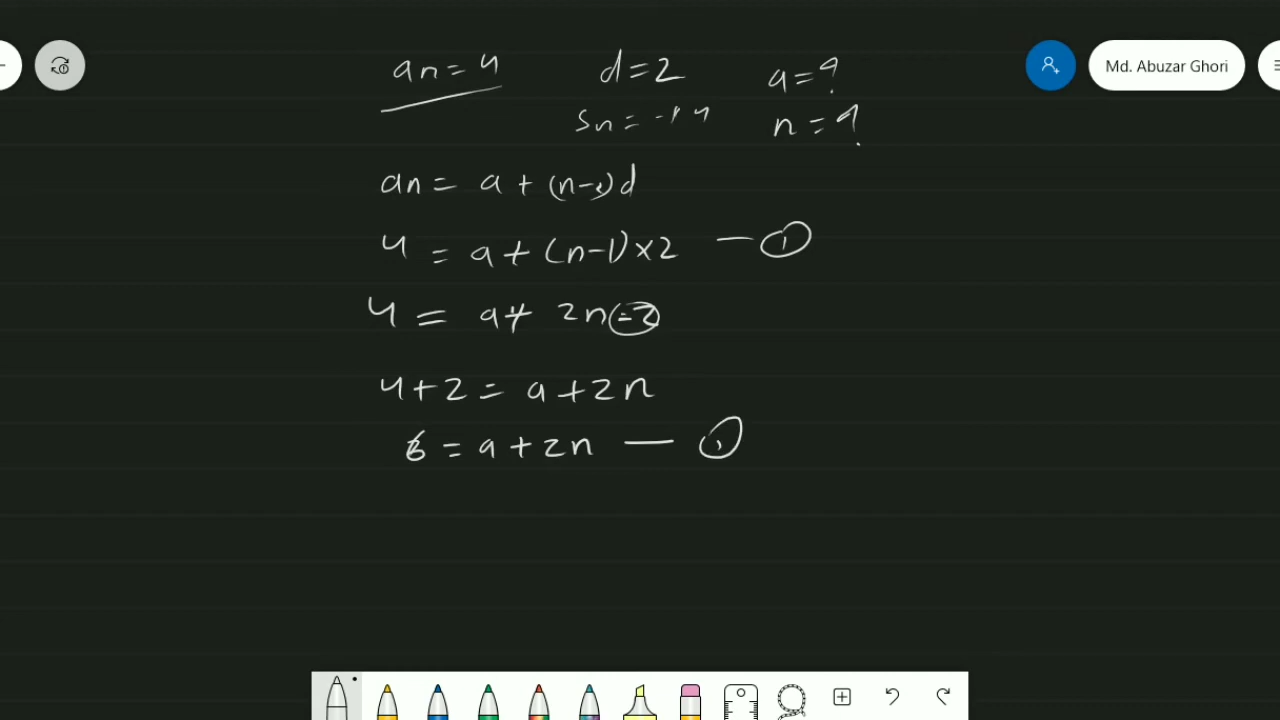 an = 4 d = 2 a = ?
Sn = -14 n = ?
an = a + (n-1)d
4 = a + (n-1) × 2 — ①
4 = a + 2n - 2
4 + 2 = a + 2n
6 = a + 2n — ①
Md. Abuzar Ghori